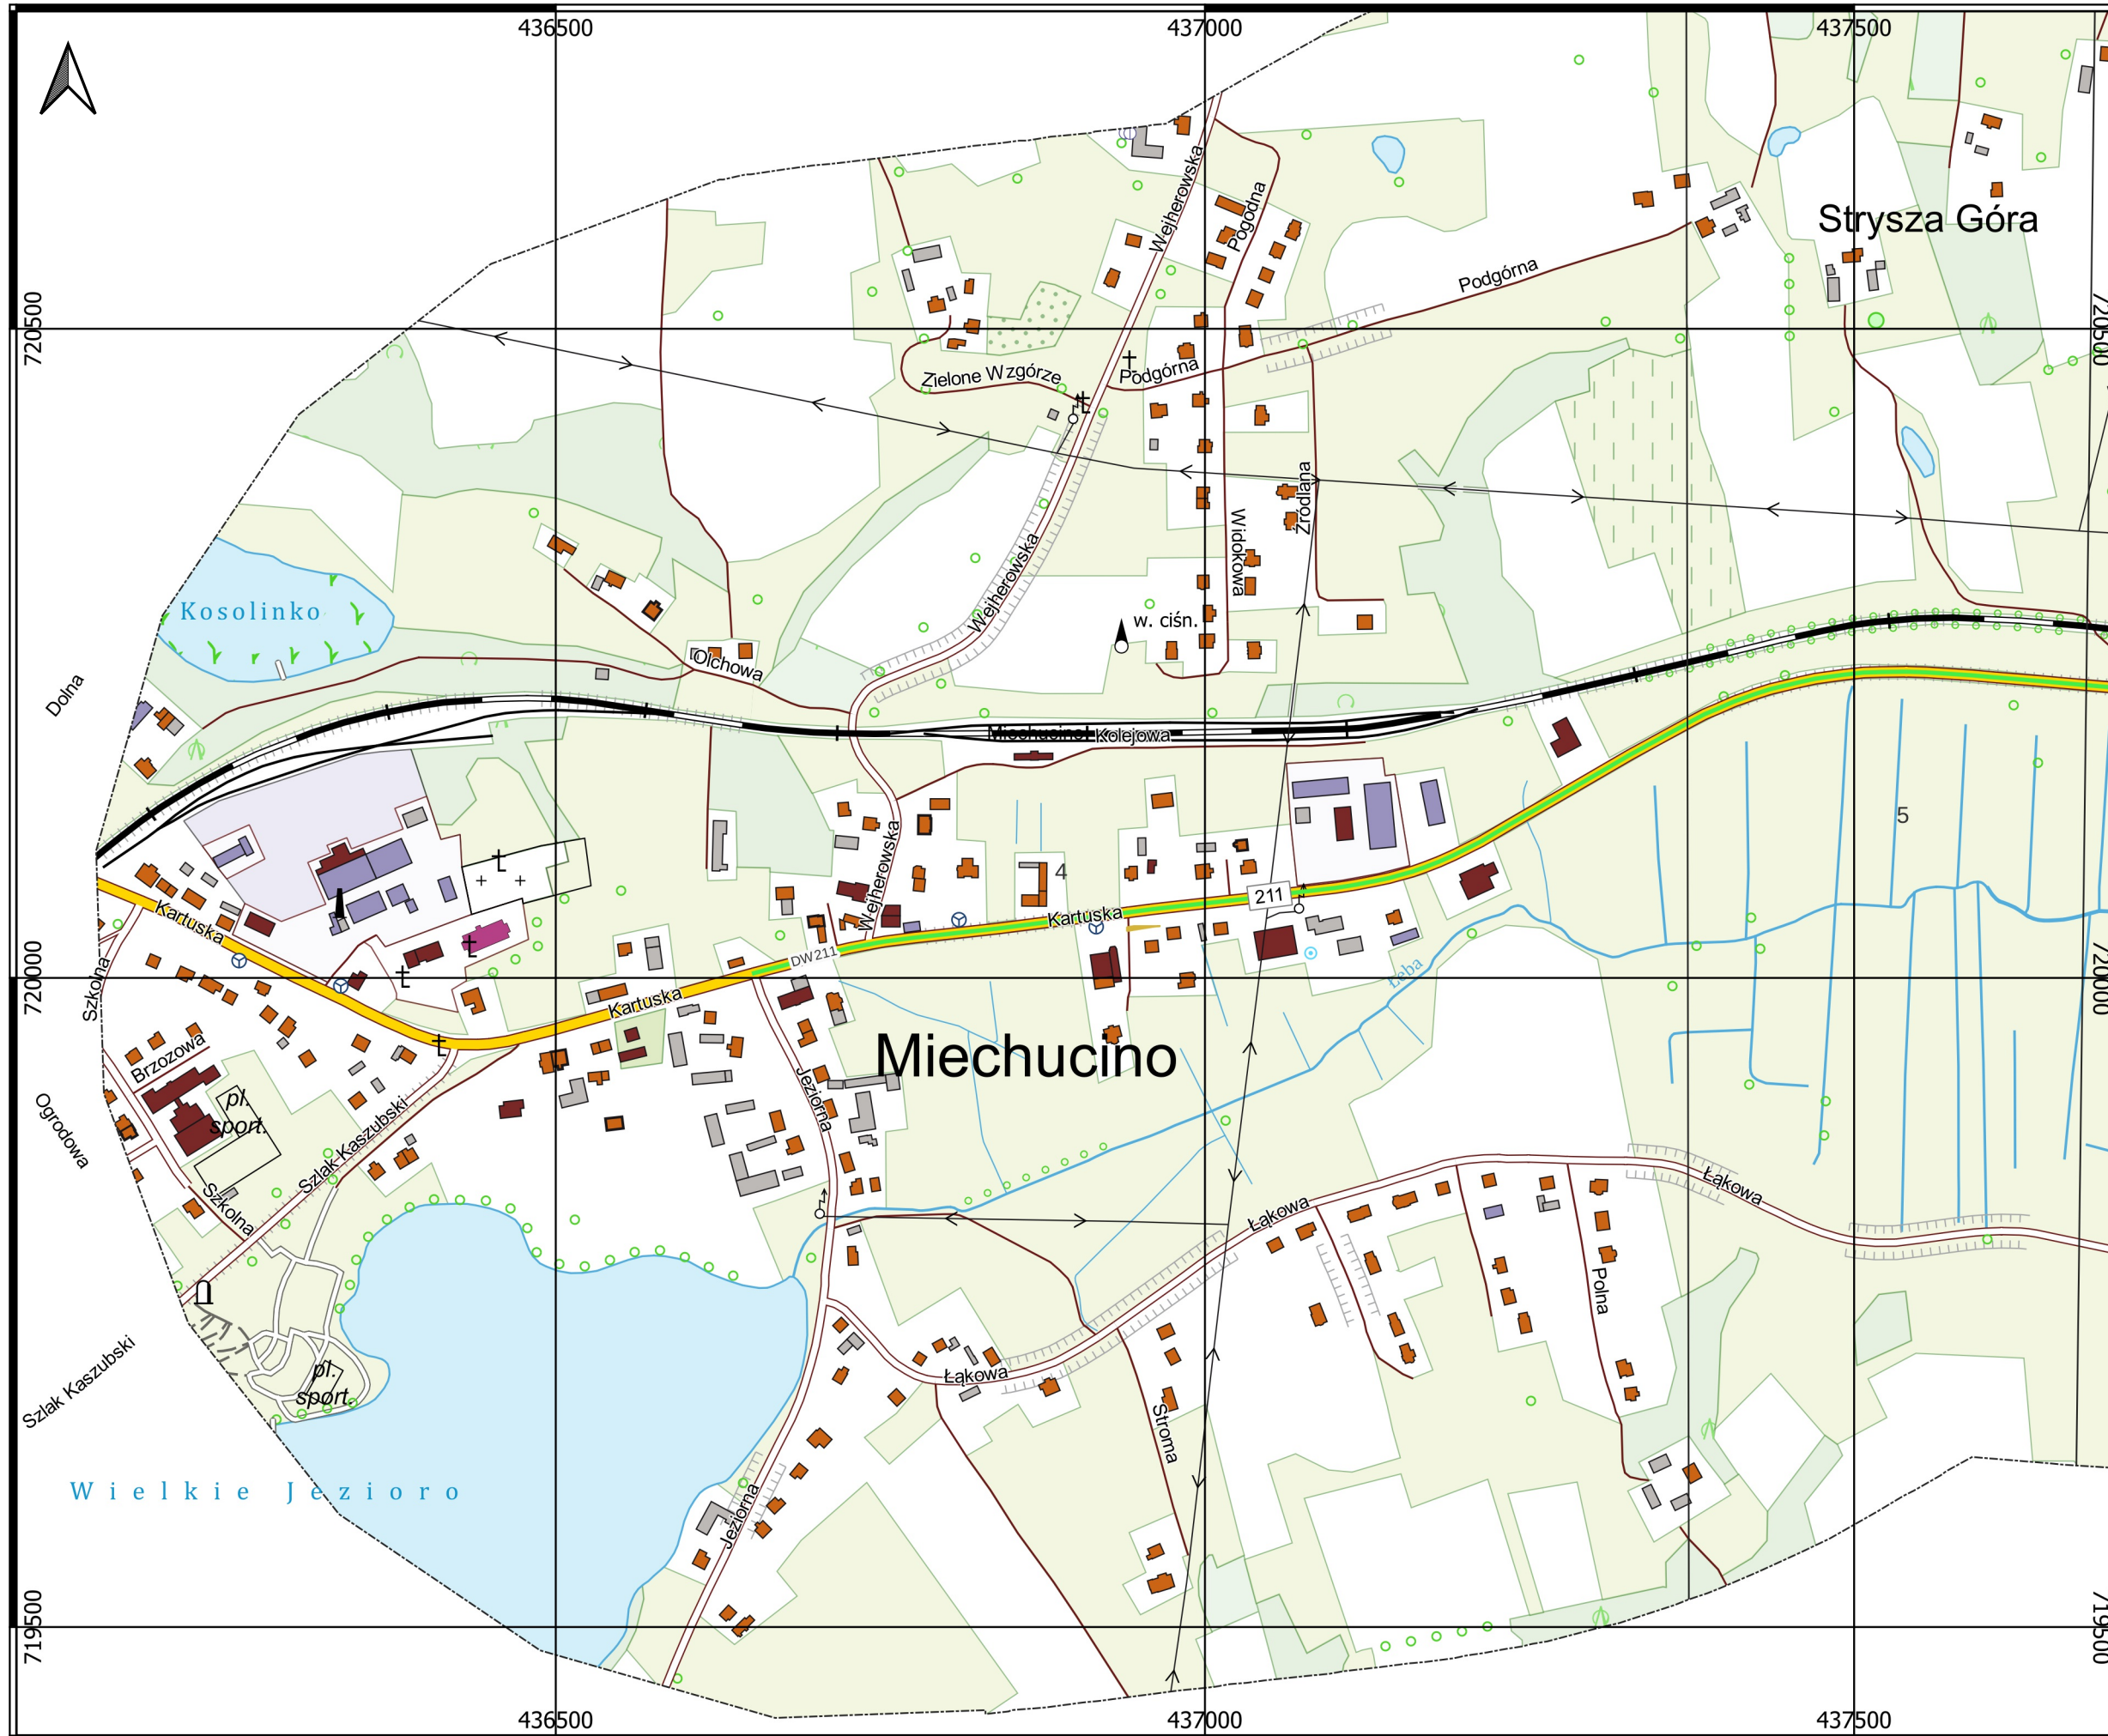 436500
437000
437500
Wejherowska
Pogodna
Strysza Góra
Podgórna
720500
720500
Zielone Wzgórze
Podgórna
Źródlana
Widokowa
Wejherowska
Kosolinko
w. ciśn.
Olchowa
Dolna
Miechucino
Kolejowa
5
Wejherowska
4
211
Kartuska
Kartuska
DW211
Łeba
Szkolna
720000
720000
Kartuska
Miechucino
Brzozowa
Jeziorna
pl.
sport.
Ogrodowa
Szlak Kaszubski
Szkolna
Łąkowa
Łąkowa
Polna
pl.
sport.
Szlak Kaszubski
Łąkowa
Stroma
Wielkie Jezioro
Jeziorna
719500
719500
436500
437000
437500